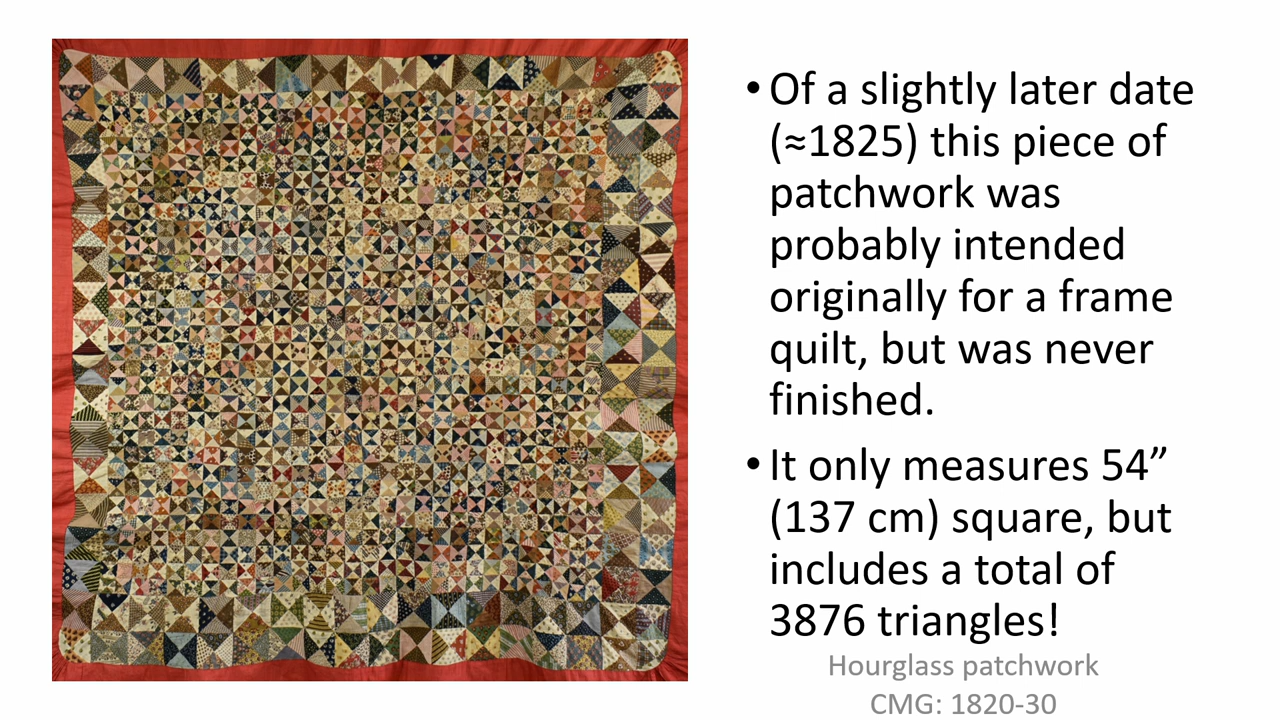 • Of a slightly later date
(≈1825) this piece of
patchwork was
probably intended
originally for a frame
quilt, but was never
finished.
• It only measures 54”
(137 cm) square, but
includes a total of
3876 triangles!
Hourglass patchwork
CMG: 1820-30